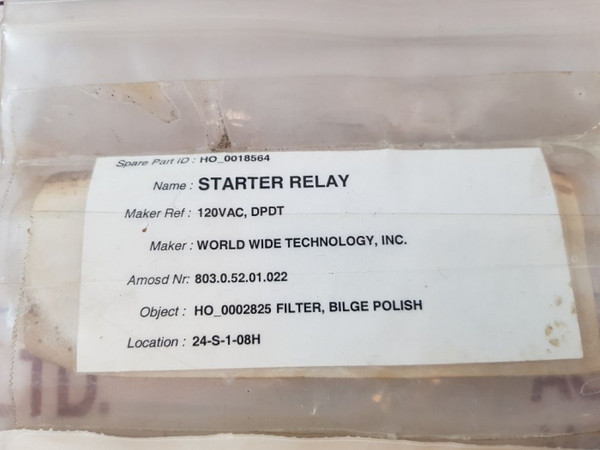 Spare Part ID : HO_0018564
Name : STARTER RELAY
Maker Ref : 120VAC, DPDT
Maker : WORLD WIDE TECHNOLOGY, INC.
Amosd Nr: 803.0.52.01.022
Object : HO_0002825 FILTER, BILGE POLISH
Location : 24-S-1-08H
TD.